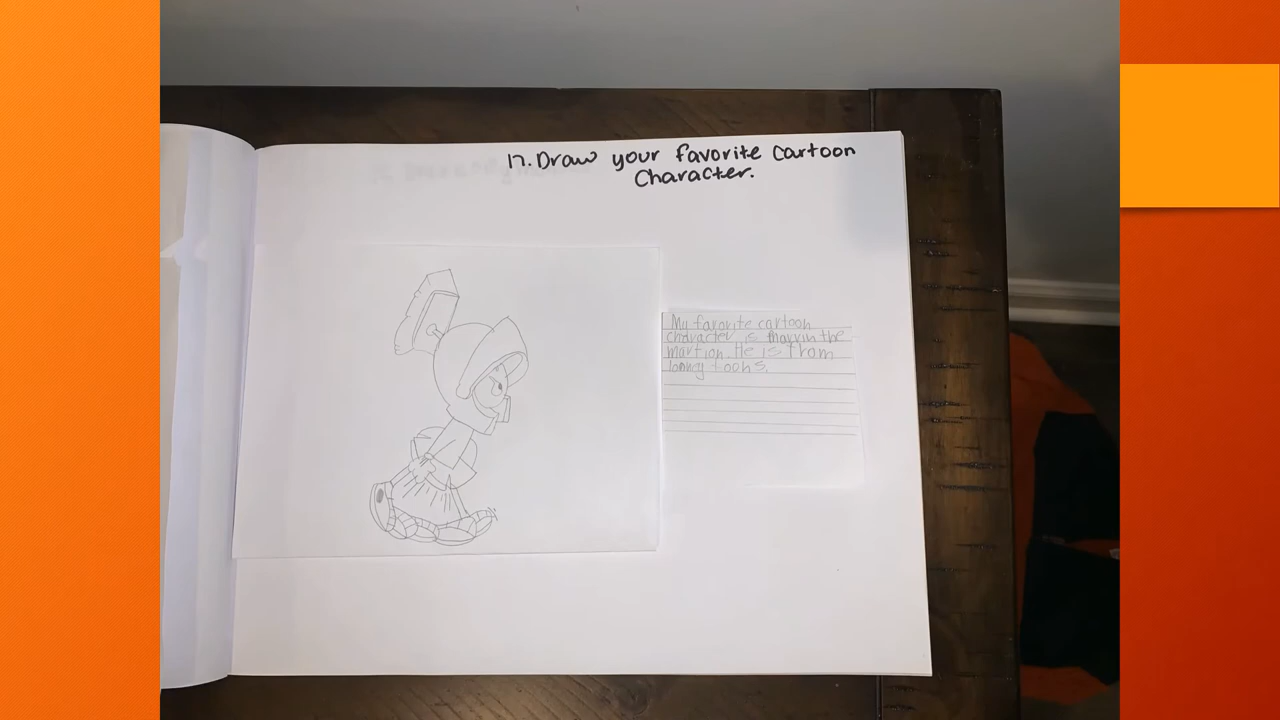 17. Draw your favorite cartoon
Character.
My favorite cartoon
character is marvin the
martion. He is from
looney toons.